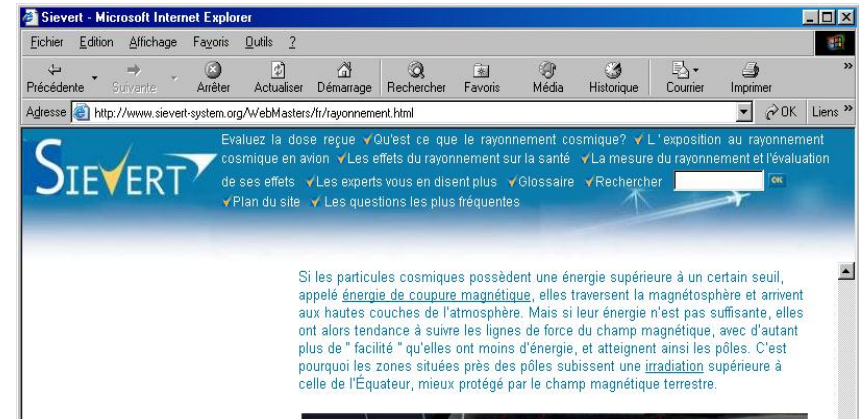 Sievert - Microsoft Internet Explorer
Fichier Edition Affichage Favoris Outils ?
Précédente Suivante Arrêter Actualiser Démarrage Rechercher Favoris Média Historique Courrier Imprimer »
Adresse http://www.sievert-system.org/WebMasters/fr/rayonnement.html OK Liens »
SIEVERT
Evaluez la dose reçue Qu'est ce que le rayonnement cosmique? L'exposition au rayonnement
cosmique en avion Les effets du rayonnement sur la santé La mesure du rayonnement et l'évaluation
de ses effets Les experts vous en disent plus Glossaire Rechercher OK
Plan du site Les questions les plus fréquentes
Si les particules cosmiques possèdent une énergie supérieure à un certain seuil,
appelé énergie de coupure magnétique, elles traversent la magnétosphère et arrivent
aux hautes couches de l'atmosphère. Mais si leur énergie n'est pas suffisante, elles
ont alors tendance à suivre les lignes de force du champ magnétique, avec d'autant
plus de " facilité " qu'elles ont moins d'énergie, et atteignent ainsi les pôles. C'est
pourquoi les zones situées près des pôles subissent une irradiation supérieure à
celle de l'Équateur, mieux protégé par le champ magnétique terrestre.